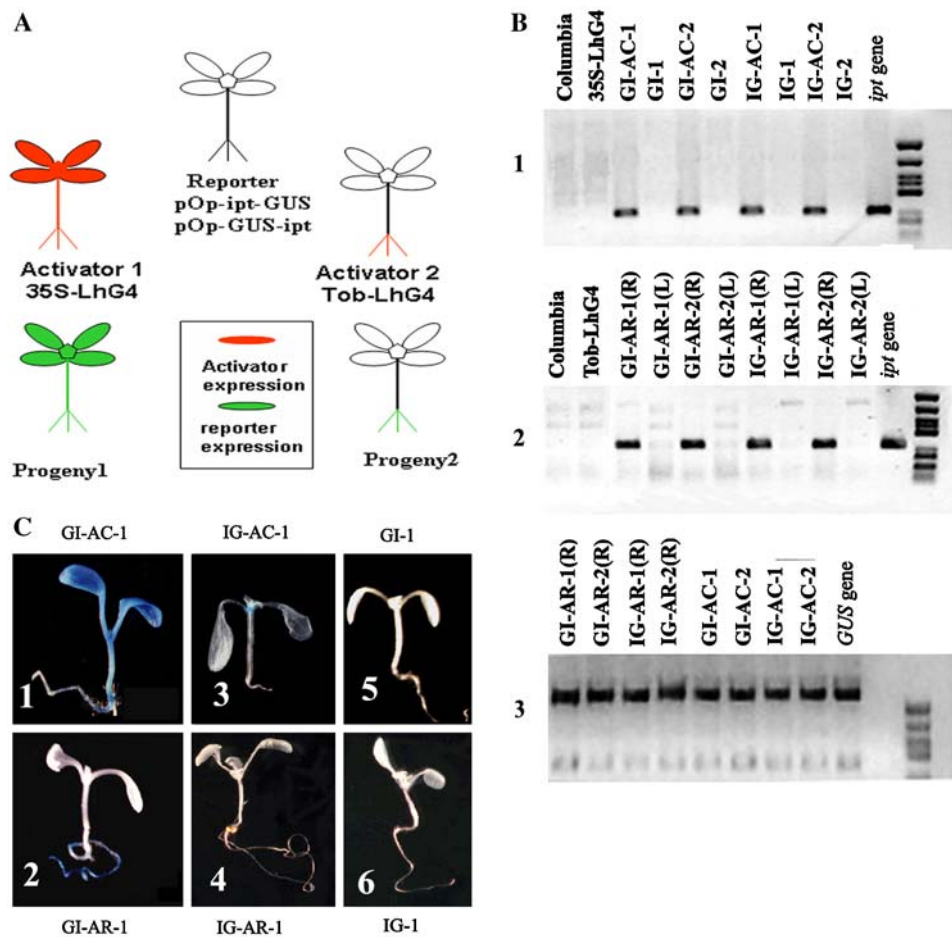 A
Reporter
pOp-ipt-GUS
pOp-GUS-ipt
Activator 1
35S-LhG4
Activator 2
Tob-LhG4
Activator
expression
reporter
expression
Progeny1
Progeny2
B
Columbia
35S-LhG4
GI-AC-1
GI-1
GI-AC-2
GI-2
IG-AC-1
IG-1
IG-AC-2
IG-2
ipt gene
1
Columbia
Tob-LhG4
GI-AR-1(R)
GI-AR-1(L)
GI-AR-2(R)
GI-AR-2(L)
IG-AR-1(R)
IG-AR-1(L)
IG-AR-2(R)
IG-AR-2(L)
ipt gene
2
GI-AR-1(R)
GI-AR-2(R)
IG-AR-1(R)
IG-AR-2(R)
GI-AC-1
GI-AC-2
IG-AC-1
IG-AC-2
GUS gene
3
C
GI-AC-1
IG-AC-1
GI-1
1
3
5
2
4
6
GI-AR-1
IG-AR-1
IG-1